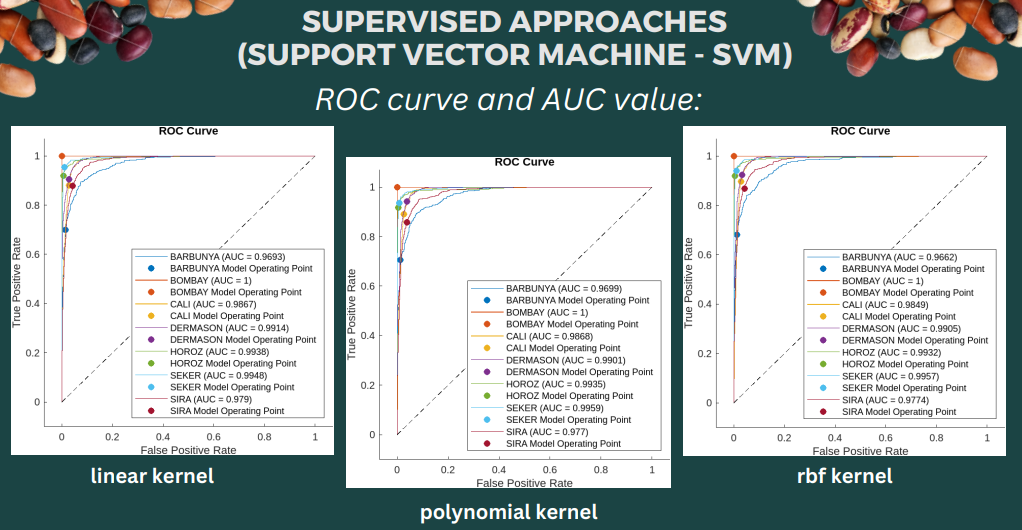 SUPERVISED APPROACHES
(SUPPORT VECTOR MACHINE - SVM)
ROC curve and AUC value:
ROC Curve
True Positive Rate
1
0.8
0.6
0.4
0.2
0
BARBUNYA (AUC = 0.9693)
BARBUNYA Model Operating Point
BOMBAY (AUC = 1)
BOMBAY Model Operating Point
CALI (AUC = 0.9867)
CALI Model Operating Point
DERMASON (AUC = 0.9914)
DERMASON Model Operating Point
HOROZ (AUC = 0.9938)
HOROZ Model Operating Point
SEKER (AUC = 0.9948)
SEKER Model Operating Point
SIRA (AUC = 0.979)
SIRA Model Operating Point
0 0.2 0.4 0.6 0.8 1
False Positive Rate
linear kernel
ROC Curve
True Positive Rate
1
0.8
0.6
0.4
0.2
0
BARBUNYA (AUC = 0.9699)
BARBUNYA Model Operating Point
BOMBAY (AUC = 1)
BOMBAY Model Operating Point
CALI (AUC = 0.9868)
CALI Model Operating Point
DERMASON (AUC = 0.9901)
DERMASON Model Operating Point
HOROZ (AUC = 0.9935)
HOROZ Model Operating Point
SEKER (AUC = 0.9959)
SEKER Model Operating Point
SIRA (AUC = 0.977)
SIRA Model Operating Point
0 0.2 0.4 0.6 0.8 1
False Positive Rate
polynomial kernel
ROC Curve
True Positive Rate
1
0.8
0.6
0.4
0.2
0
BARBUNYA (AUC = 0.9662)
BARBUNYA Model Operating Point
BOMBAY (AUC = 1)
BOMBAY Model Operating Point
CALI (AUC = 0.9849)
CALI Model Operating Point
DERMASON (AUC = 0.9905)
DERMASON Model Operating Point
HOROZ (AUC = 0.9932)
HOROZ Model Operating Point
SEKER (AUC = 0.9957)
SEKER Model Operating Point
SIRA (AUC = 0.9774)
SIRA Model Operating Point
0 0.2 0.4 0.6 0.8 1
False Positive Rate
rbf kernel